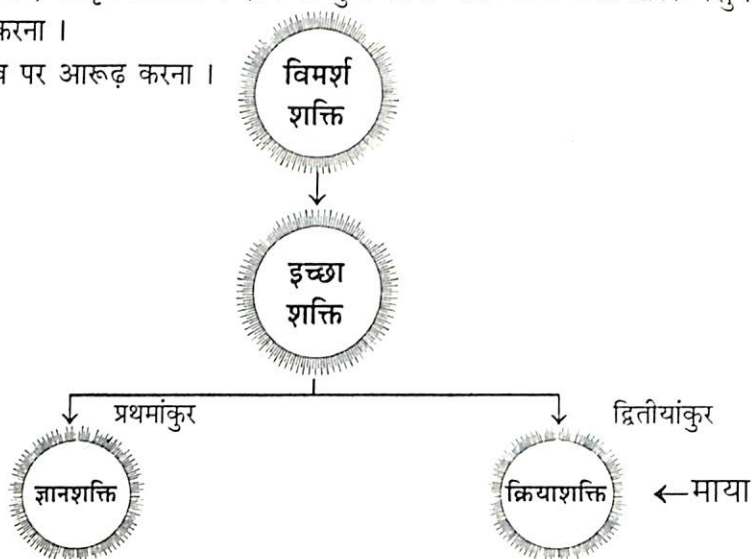 करना ।
पर आरूढ़ करना ।
विमर्श
शक्ति
इच्छा
शक्ति
प्रथमांकुर
द्वितीयांकुर
ज्ञानशक्ति
क्रियाशक्ति ←माया